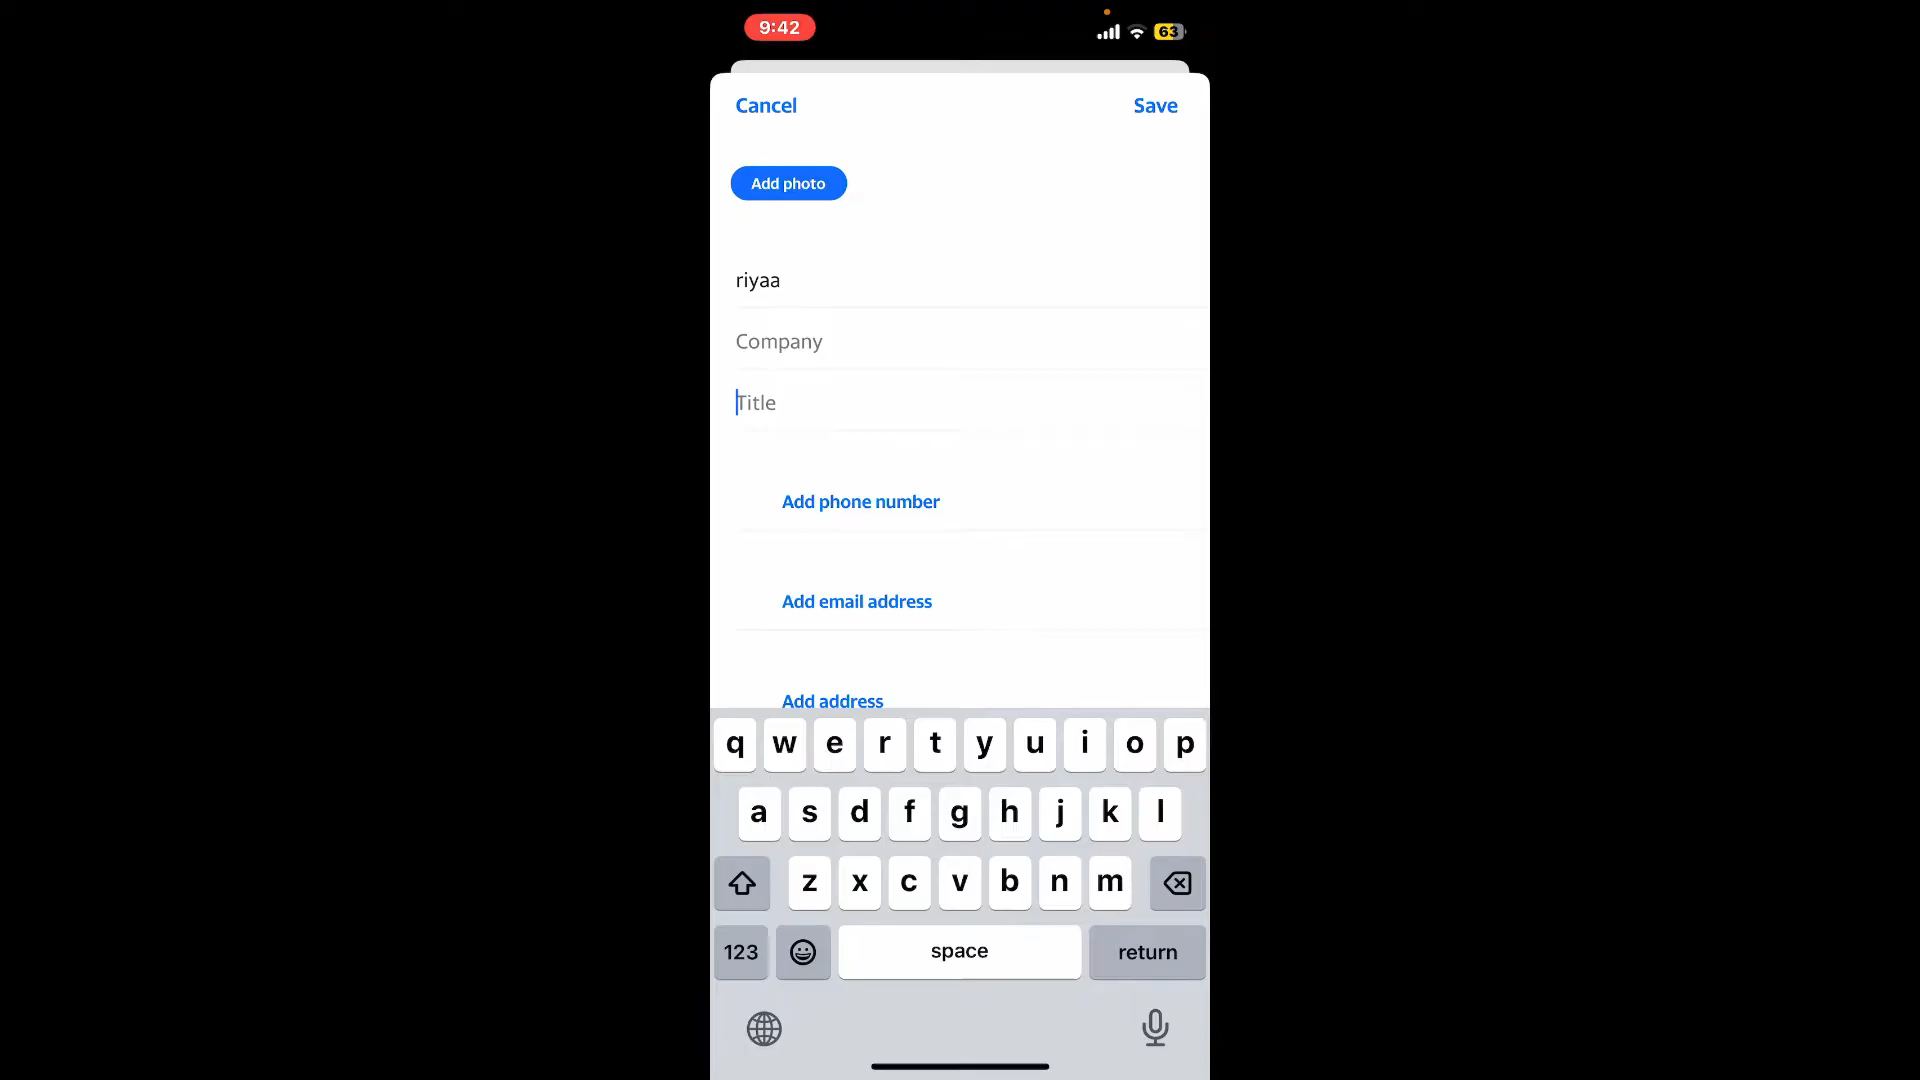 9:42
63
Cancel
Save
Add photo
riyaa
Company
Title
Add phone number
Add email address
Add address
q w e r t y u i o p
a s d f g h j k l
z x c v b n m
123 space return